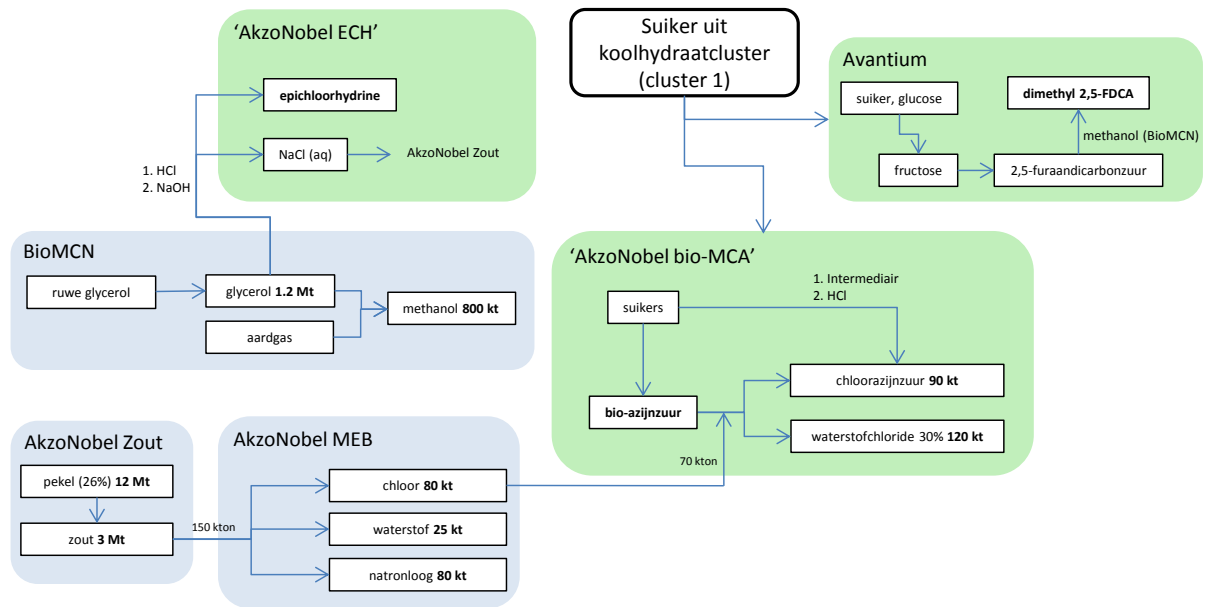 'AkzoNobel ECH'
epichloorhydrine
NaCl (aq)
AkzoNobel Zout
1. HCl
2. NaOH
Suiker uit
koolhydraatcluster
(cluster 1)
Avantium
suiker, glucose
dimethyl 2,5-FDCA
methanol (BioMCN)
fructose
2,5-furaandicarbonzuur
BioMCN
ruwe glycerol
glycerol 1.2 Mt
methanol 800 kt
aardgas
'AkzoNobel bio-MCA'
1. Intermediair
2. HCl
suikers
chloorazijnzuur 90 kt
bio-azijnzuur
waterstofchloride 30% 120 kt
70 kton
AkzoNobel Zout
pekel (26%) 12 Mt
zout 3 Mt
150 kton
AkzoNobel MEB
chloor 80 kt
waterstof 25 kt
natronloog 80 kt